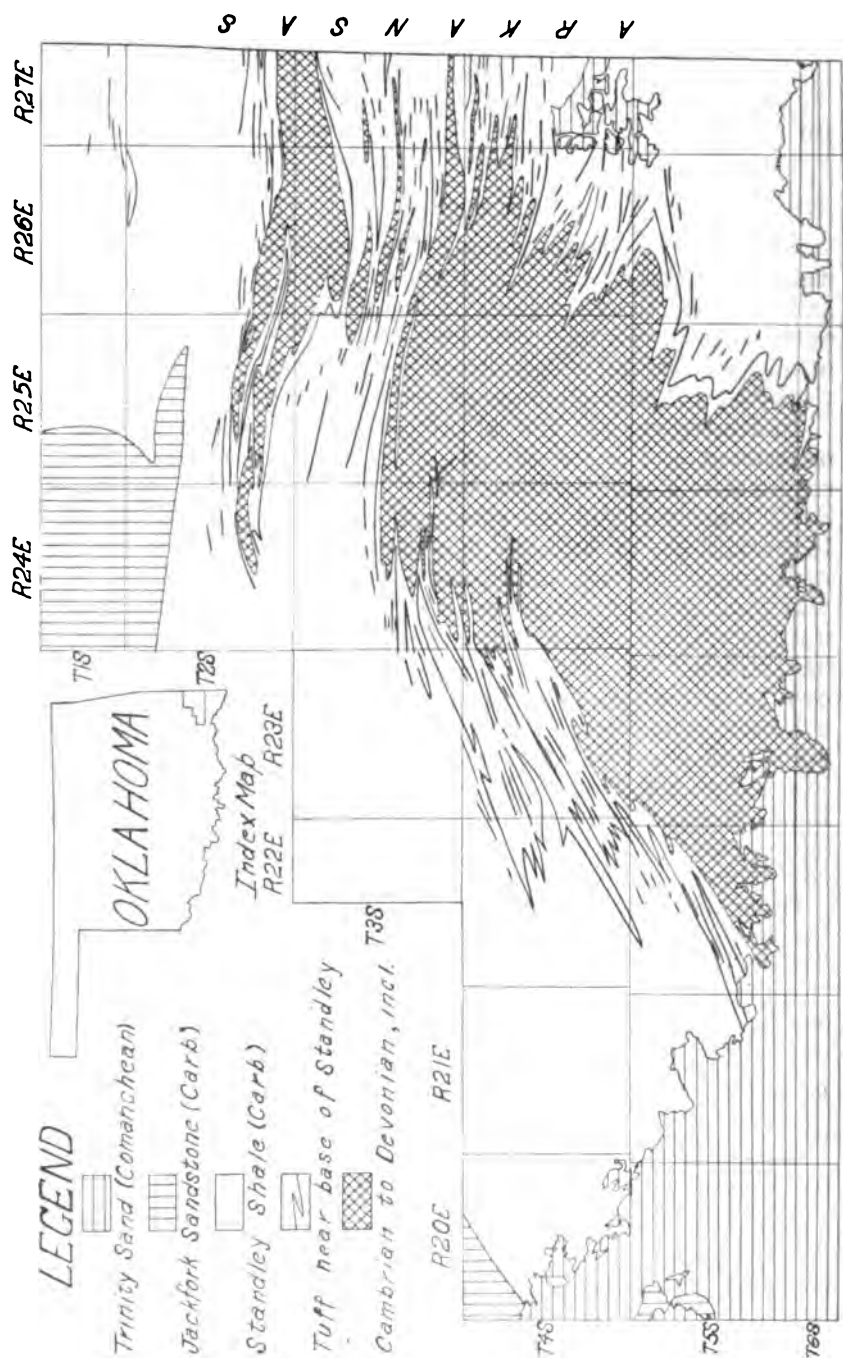 LEGEND
Trinity Sand (Comanchean)
Jackfork Sandstone (Carb)
Standley Shale (Carb)
Tuff near base of Standley
Cambrian to Devonian, incl.
OKLAHOMA
Index Map
R20E
R21E
R22E
R23E
R24E
R25E
R26E
R27E
T1S
T2S
T3S
T4S
T5S
T6S
ARKANSAS